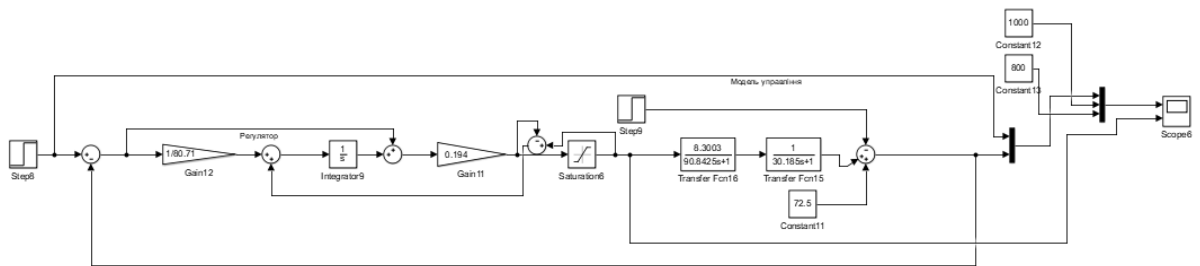 1000
Constant12
800
Constant13
Модель управління
Scope6
Step9
Регулятор
Step8
1/80.71
Gain12
1
s
Integrator9
0.194
Gain11
Saturation6
8.3003
90.8425s+1
Transfer Fcn16
1
30.185s+1
Transfer Fcn15
72.5
Constant11